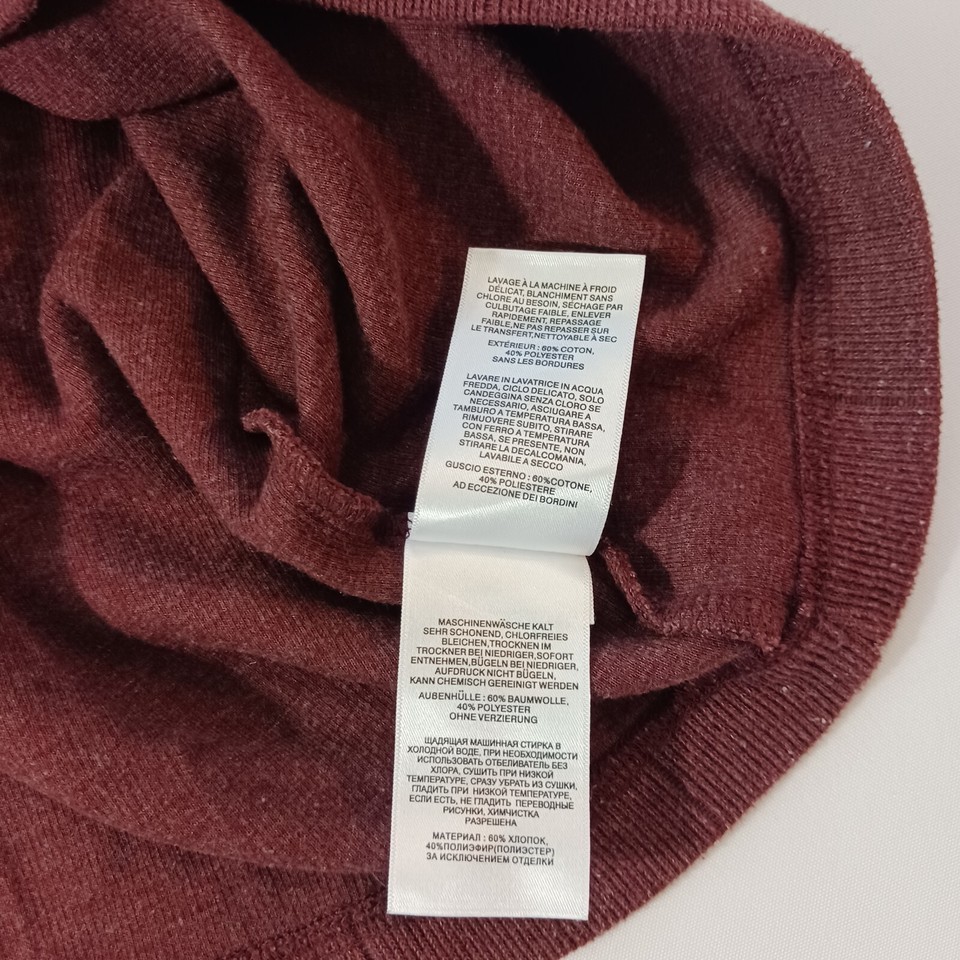 LAVAGE À LA MACHINE À FROID
DÉLICAT, BLANCHIMENT SANS
CHLORE AU BESOIN, SÉCHAGE PAR
CULBUTAGE FAIBLE, ENLEVER
RAPIDEMENT, REPASSAGE
FAIBLE,NE PAS REPASSER SUR
LE TRANSFERT,NETTOYABLE À SEC
EXTÉRIEUR : 60% COTON,
40% POLYESTER
SANS LES BORDURES
LAVARE IN LAVATRICE IN ACQUA
FREDDA, CICLO DELICATO, SOLO
CANDEGGINA SENZA CLORO SE
NECESSARIO, ASCIUGARE A
TAMBURO A TEMPERATURA BASSA,
RIMUOVERE SUBITO, STIRARE
CON FERRO A TEMPERATURA
BASSA, SE PRESENTE, NON
STIRARE LA DECALCOMANIA,
LAVABILE A SECCO
GUSCIO ESTERNO : 60%COTONE,
40% POLIESTERE
AD ECCEZIONE DEI BORDINI
MASCHINENWÄSCHE KALT
SEHR SCHONEND, CHLORFREIES
BLEICHEN,TROCKNEN IM
TROCKNER BEI NIEDRIGER,SOFORT
ENTNEHMEN,BÜGELN BEI NIEDRIGER,
AUFDRUCK NICHT BÜGELN,
KANN CHEMISCH GEREINIGT WERDEN
AUBENHÜLLE : 60% BAUMWOLLE,
40% POLYESTER
OHNE VERZIERUNG
ЩАДЯЩАЯ МАШИННАЯ СТИРКА В
ХОЛОДНОЙ ВОДЕ, ПРИ НЕОБХОДИМОСТИ
ИСПОЛЬЗОВАТЬ ОТБЕЛИВАТЕЛЬ БЕЗ
ХЛОРА, СУШИТЬ ПРИ НИЗКОЙ
ТЕМПЕРАТУРЕ, СРАЗУ УБРАТЬ ИЗ СУШКИ,
ГЛАДИТЬ ПРИ НИЗКОЙ ТЕМПЕРАТУРЕ,
ЕСЛИ ЕСТЬ, НЕ ГЛАДИТЬ ПЕРЕВОДНЫЕ
РИСУНКИ, ХИМЧИСТКА
РАЗРЕШЕНА
МАТЕРИАЛ : 60% ХЛОПОК,
40%ПОЛИЭФИР(ПОЛИЭСТЕР)
ЗА ИСКЛЮЧЕНИЕМ ОТДЕЛКИ